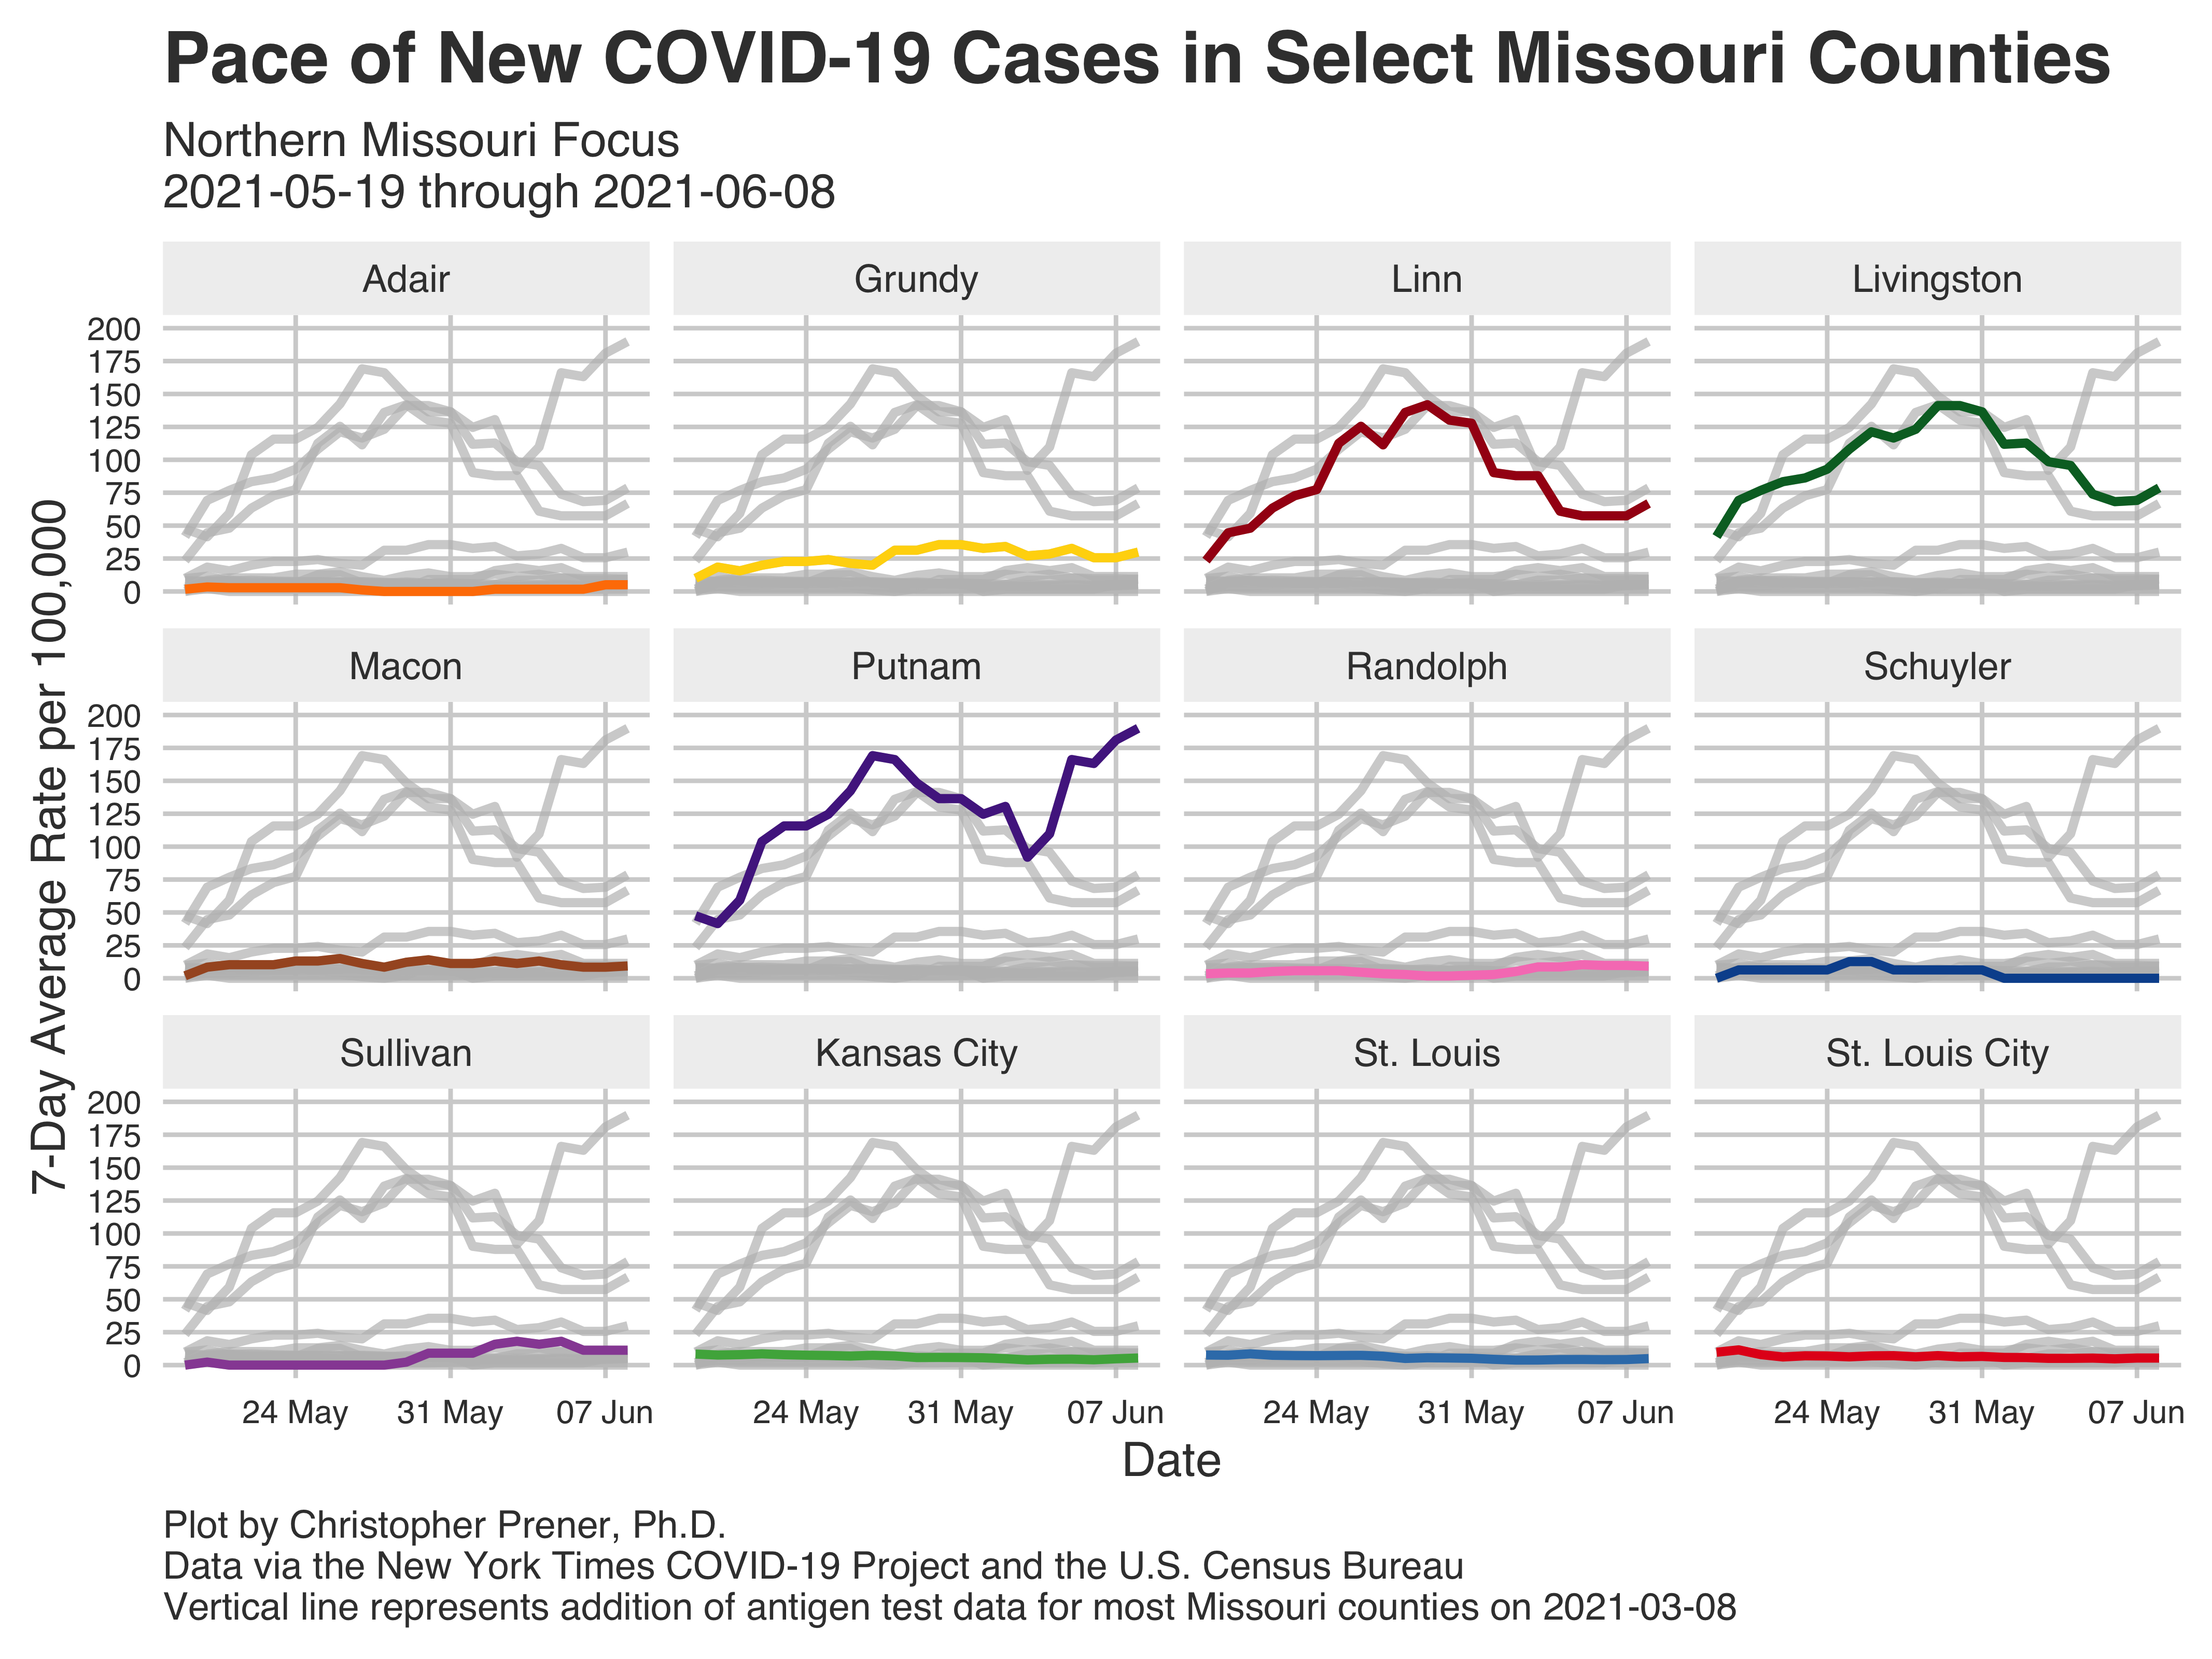 Pace of New COVID-19 Cases in Select Missouri Counties
Northern Missouri Focus
2021-05-19 through 2021-06-08
Adair
Grundy
Linn
Livingston
200
175
150
125
100
75
50
25
0
Macon
Putnam
Randolph
Schuyler
200
175
150
125
100
75
50
25
0
7-Day Average Rate per 100,000
Sullivan
Kansas City
St. Louis
St. Louis City
200
175
150
125
100
75
50
25
0
24 May 31 May 07 Jun
24 May 31 May 07 Jun
24 May 31 May 07 Jun
24 May 31 May 07 Jun
Date
Plot by Christopher Prener, Ph.D.
Data via the New York Times COVID-19 Project and the U.S. Census Bureau
Vertical line represents addition of antigen test data for most Missouri counties on 2021-03-08